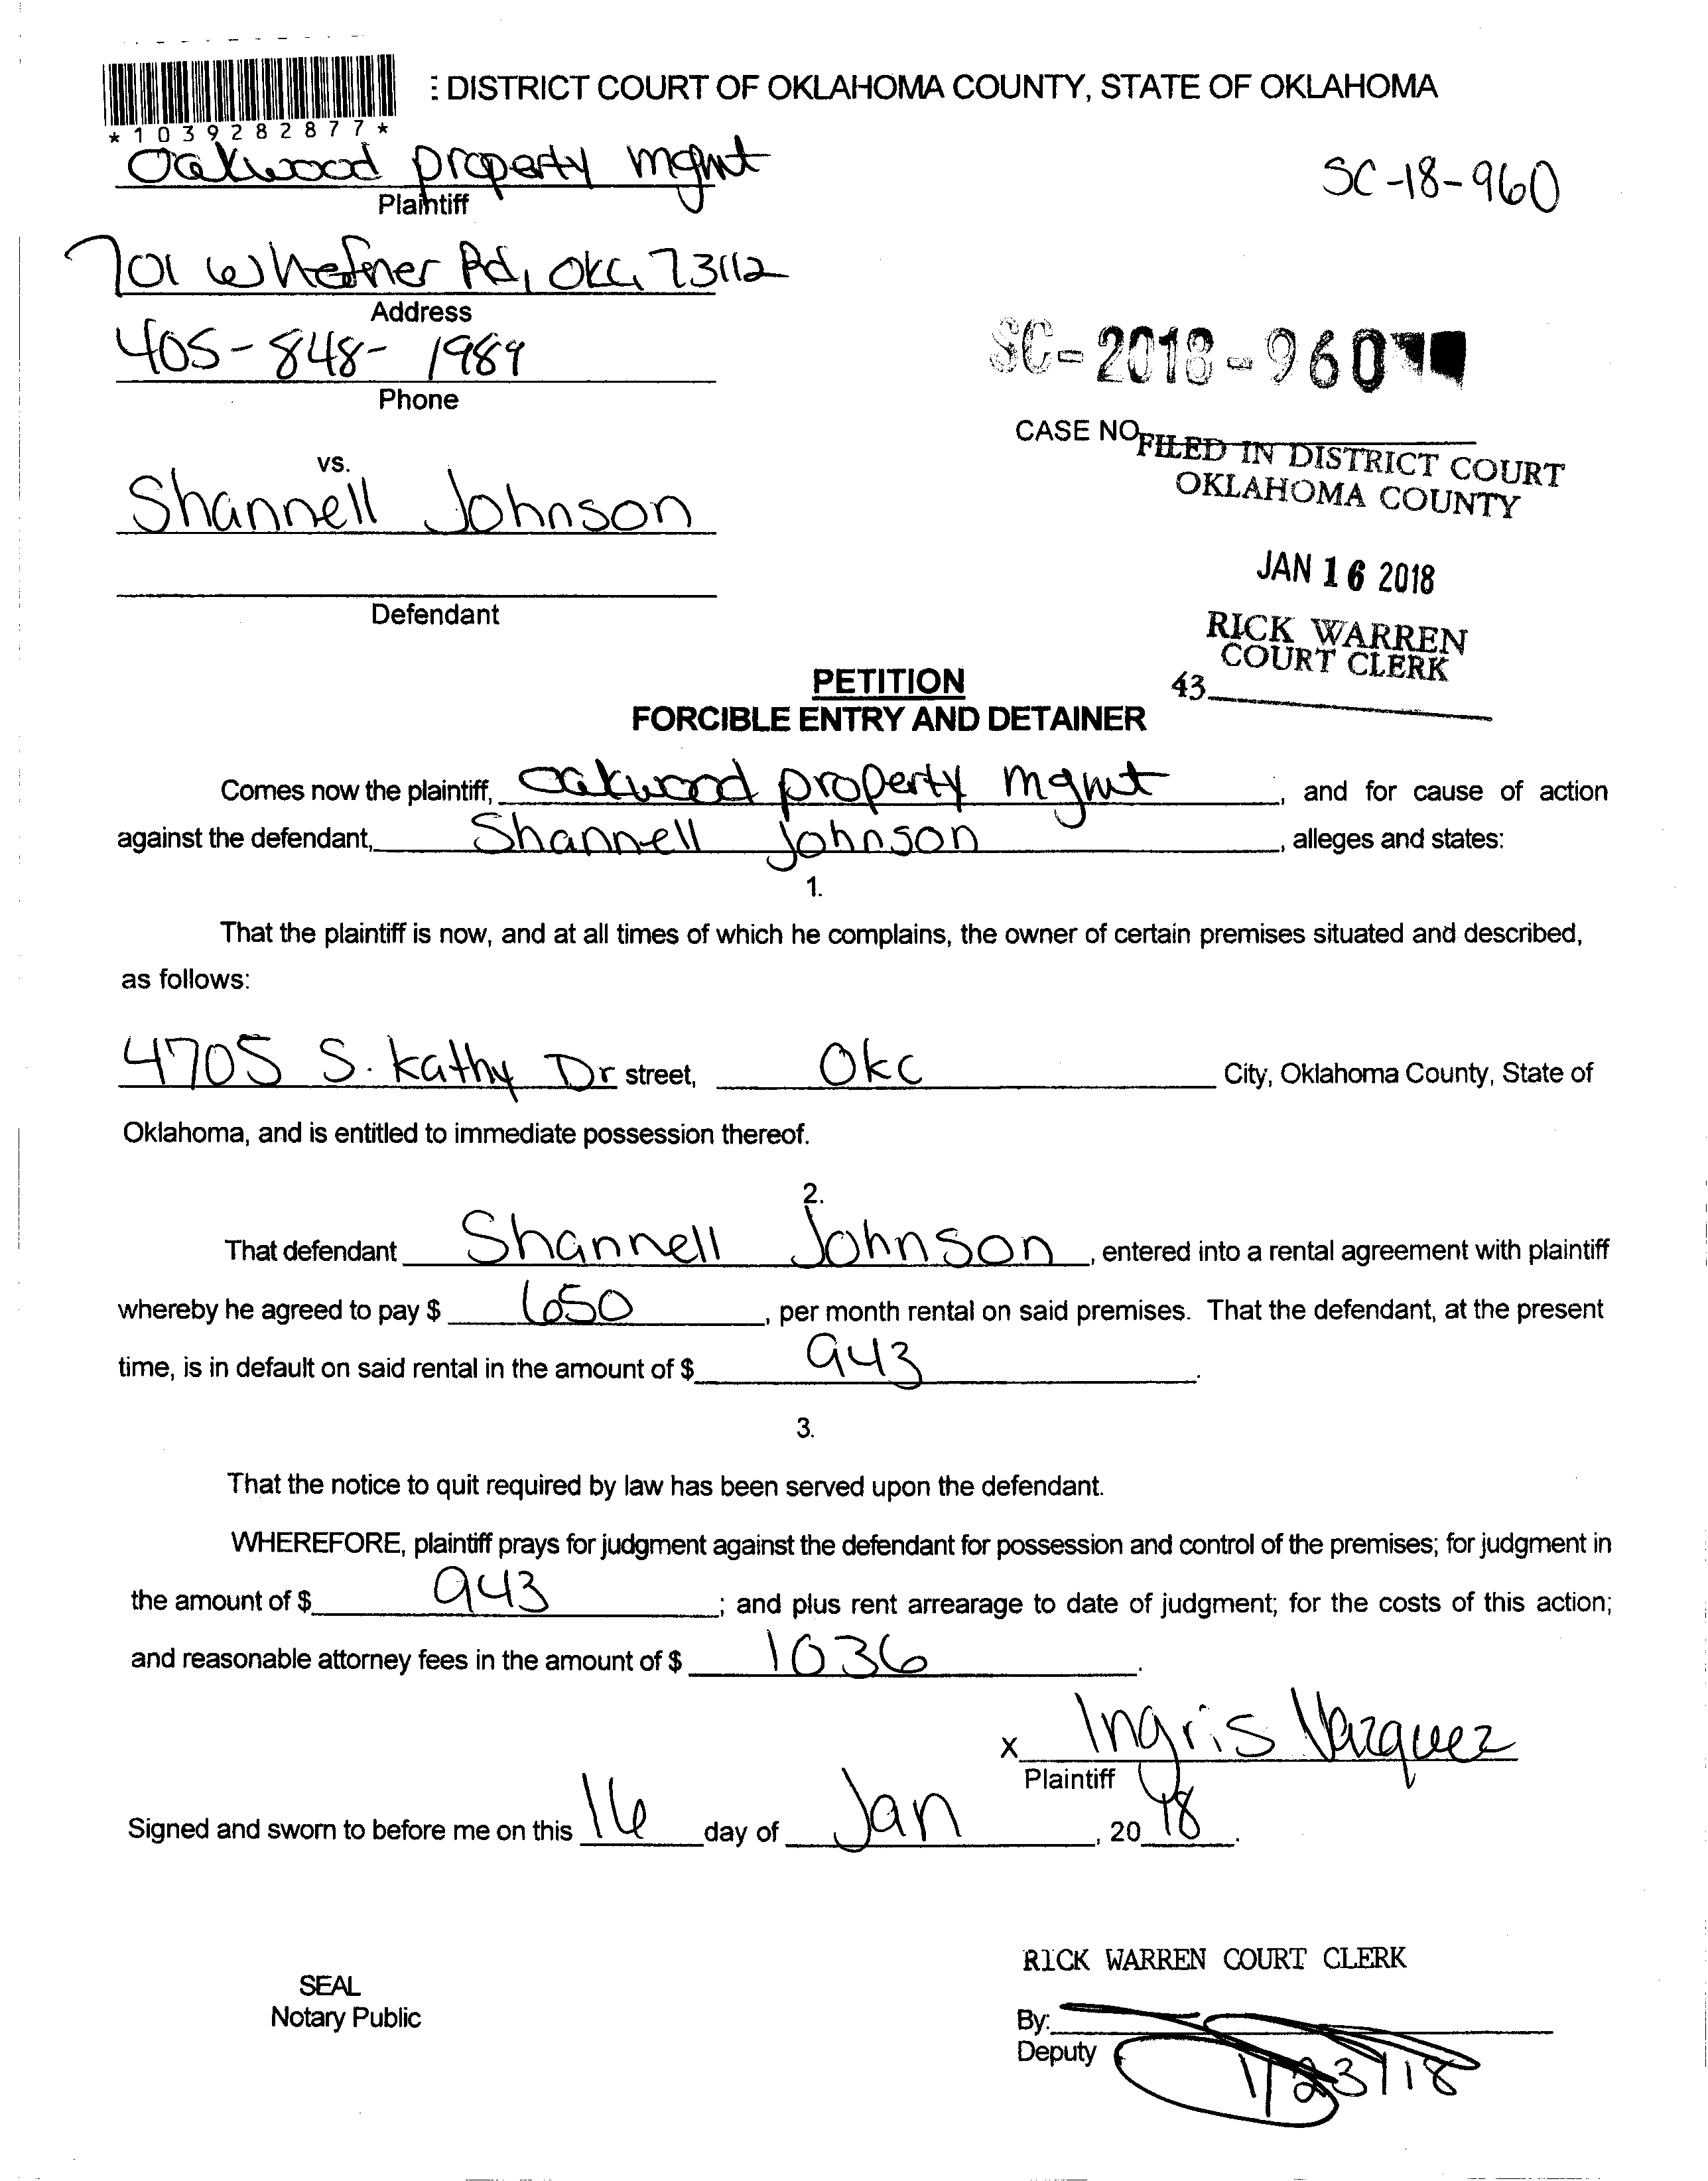 : DISTRICT COURT OF OKLAHOMA COUNTY, STATE OF OKLAHOMA
*1039282877*
Oakwood property mgmt
SC-18-960
Plaintiff
701 W Hefner Rd, OKC, 73112
Address
405-848-1989
SC-2018-960
Phone
CASE NO.
FILED IN DISTRICT COURT
OKLAHOMA COUNTY
vs.
Shannell Johnson
JAN 16 2018
Defendant
RICK WARREN
COURT CLERK
43
PETITION
FORCIBLE ENTRY AND DETAINER
Comes now the plaintiff, Oakwood property mgmt, and for cause of action
against the defendant, Shannell Johnson, alleges and states:
1.
That the plaintiff is now, and at all times of which he complains, the owner of certain premises situated and described,
as follows:
4705 S. Kathy Dr street, OKC City, Oklahoma County, State of
Oklahoma, and is entitled to immediate possession thereof.
2.
That defendant Shannell Johnson, entered into a rental agreement with plaintiff
whereby he agreed to pay $ 650, per month rental on said premises. That the defendant, at the present
time, is in default on said rental in the amount of $ 943.
3.
That the notice to quit required by law has been served upon the defendant.
WHEREFORE, plaintiff prays for judgment against the defendant for possession and control of the premises; for judgment in
the amount of $ 943; and plus rent arrearage to date of judgment; for the costs of this action;
and reasonable attorney fees in the amount of $ 1036.
x Ingris Vazquez
Plaintiff
Signed and sworn to before me on this 16 day of Jan, 2018.
RICK WARREN COURT CLERK
SEAL
Notary Public
By:
Deputy
1/23/18